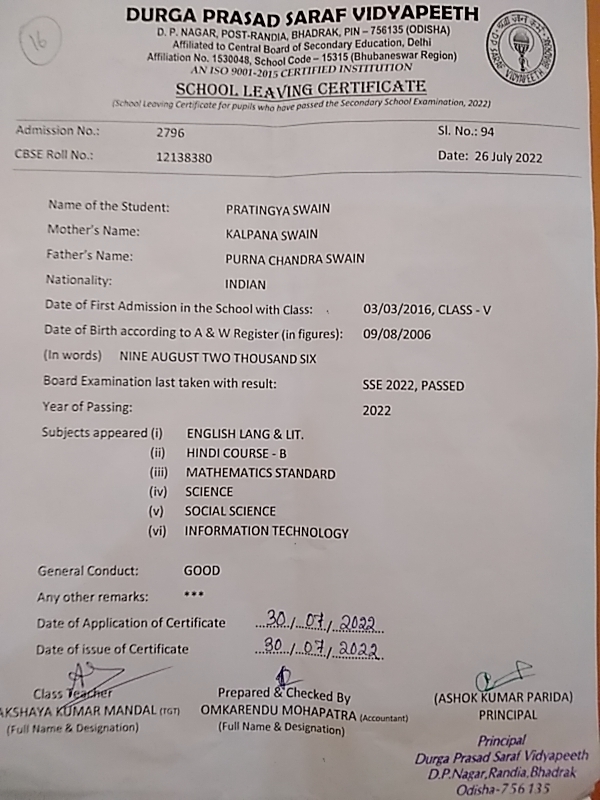 16
DURGA PRASAD SARAF VIDYAPEETH
D. P. NAGAR, POST-RANDIA, BHADRAK, PIN – 756135 (ODISHA)
Affiliated to Central Board of Secondary Education, Delhi
Affiliation No. 1530048, School Code – 15315 (Bhubaneswar Region)
AN ISO 9001-2015 CERTIFIED INSTITUTION
SCHOOL LEAVING CERTIFICATE
(School Leaving Certificate for pupils who have passed the Secondary School Examination, 2022)
Admission No.: 2796 Sl. No.: 94
CBSE Roll No.: 12138380 Date: 26 July 2022
Name of the Student: PRATINGYA SWAIN
Mother's Name: KALPANA SWAIN
Father's Name: PURNA CHANDRA SWAIN
Nationality: INDIAN
Date of First Admission in the School with Class: 03/03/2016, CLASS - V
Date of Birth according to A & W Register (in figures): 09/08/2006
(In words) NINE AUGUST TWO THOUSAND SIX
Board Examination last taken with result: SSE 2022, PASSED
Year of Passing: 2022
Subjects appeared (i) ENGLISH LANG & LIT.
(ii) HINDI COURSE - B
(iii) MATHEMATICS STANDARD
(iv) SCIENCE
(v) SOCIAL SCIENCE
(vi) INFORMATION TECHNOLOGY
General Conduct: GOOD
Any other remarks: ***
Date of Application of Certificate 30/07/2022
Date of issue of Certificate 30/07/2022
Class Teacher Prepared & Checked By (ASHOK KUMAR PARIDA)
AKSHAYA KUMAR MANDAL (TGT) OMKARENDU MOHAPATRA (Accountant) PRINCIPAL
(Full Name & Designation) (Full Name & Designation)
Principal
Durga Prasad Saraf Vidyapeeth
D.P.Nagar,Randia,Bhadrak
Odisha-756135